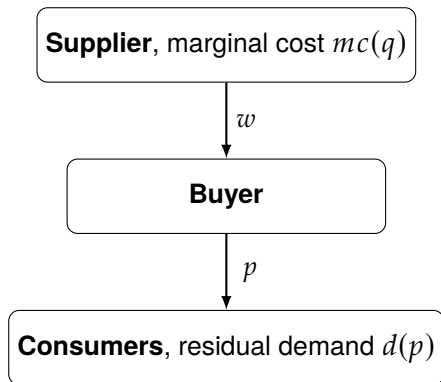 Supplier, marginal cost mc(q)
w
Buyer
p
Consumers, residual demand d(p)